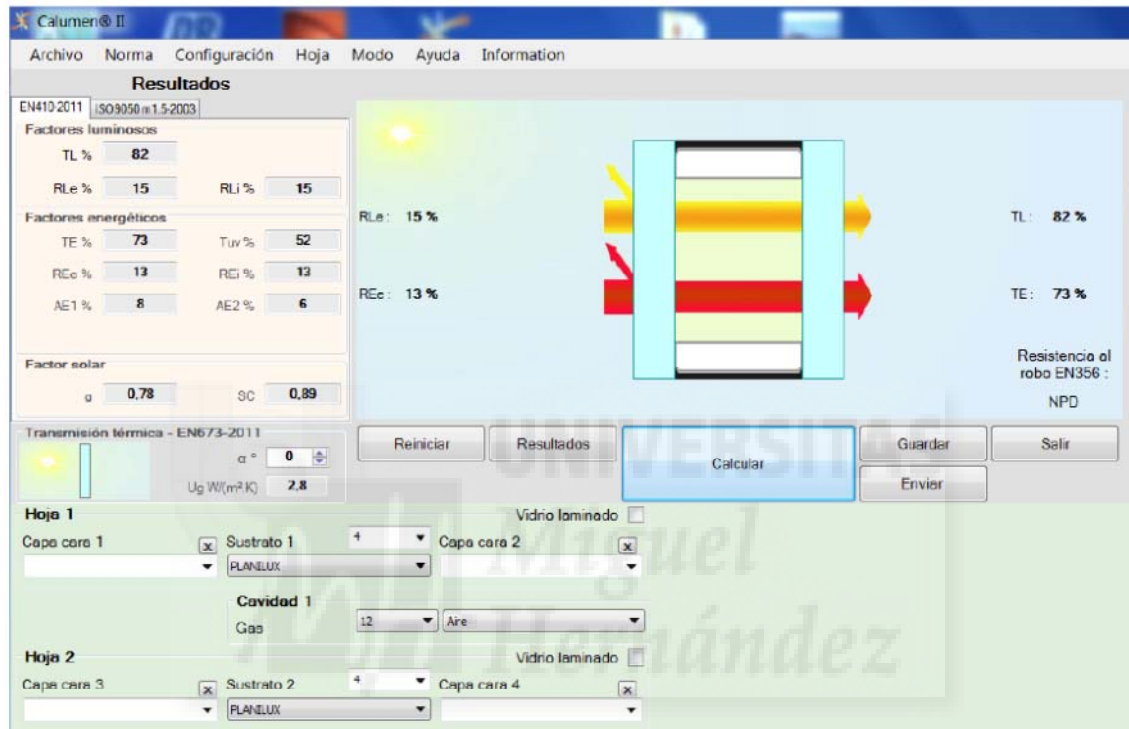 Calumen® II
Archivo Norma Configuración Hoja Modo Ayuda Information
Resultados
EN410-2011 ISO9050 m1.5-2003
Factores luminosos
TL % 82
RLe % 15 RLi % 15
Factores energéticos
TE % 73 Tuv % 52
REe % 13 REi % 13
AE1 % 8 AE2 % 6
Factor solar
g 0,78 SC 0,89
RLe : 15 %
TL : 82 %
REe : 13 %
TE : 73 %
Resistencia al
robo EN356 :
NPD
Transmisión térmica - EN673-2011
α ° 0
Ug W/(m².K) 2,8
Reiniciar Resultados Calcular Guardar Salir
Enviar
UNIVERSITAS
Miguel
Hernández
Hoja 1 Vidrio laminado
Capa cara 1 x Sustrato 1 4 Capa cara 2 x
PLANILUX
Cavidad 1
Gas 12 Aire
Hoja 2 Vidrio laminado
Capa cara 3 x Sustrato 2 4 Capa cara 4 x
PLANILUX